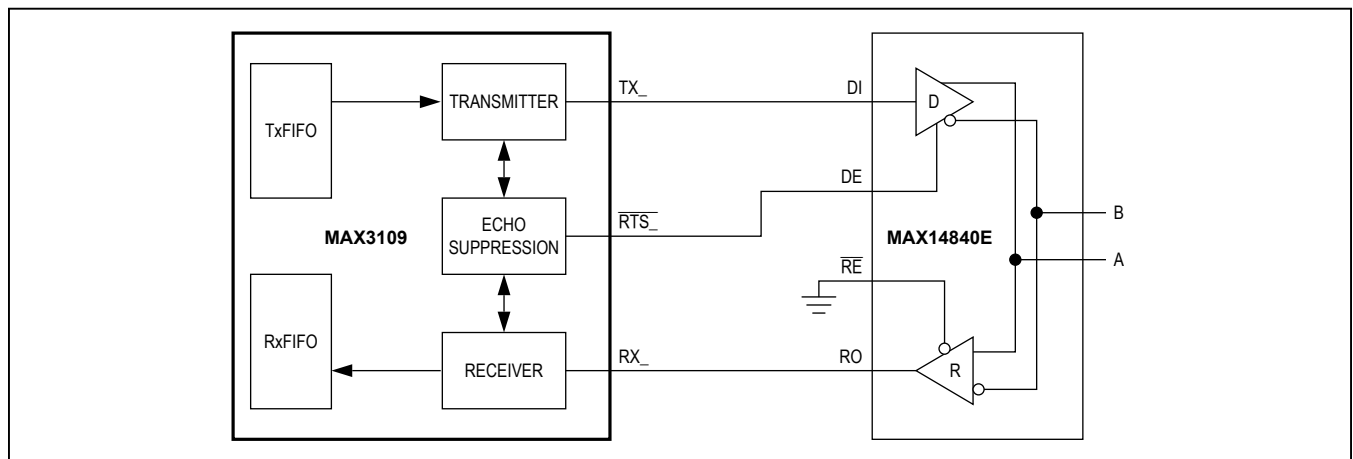 TxFIFO
TRANSMITTER
TX_
DI
D
DE
ECHO
SUPPRESSION
RTS_
B
MAX3109
MAX14840E
A
RE
RxFIFO
RECEIVER
RX_
RO
R